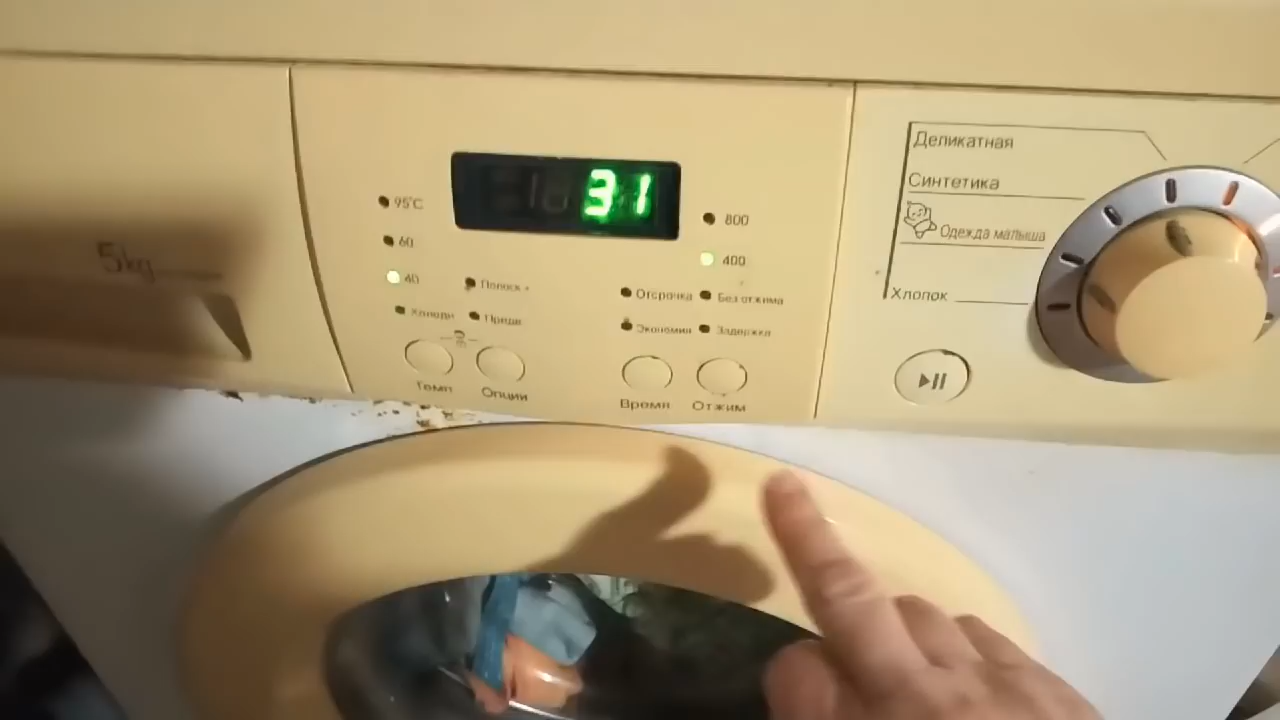 5kg
31
95°C
60
40
Холодн
Полоск +
Предв
Темп
Опции
800
400
Отсрочка
Без отжима
Экономия
Задержка
Время
Отжим
Деликатная
Синтетика
Одежда малыша
Хлопок